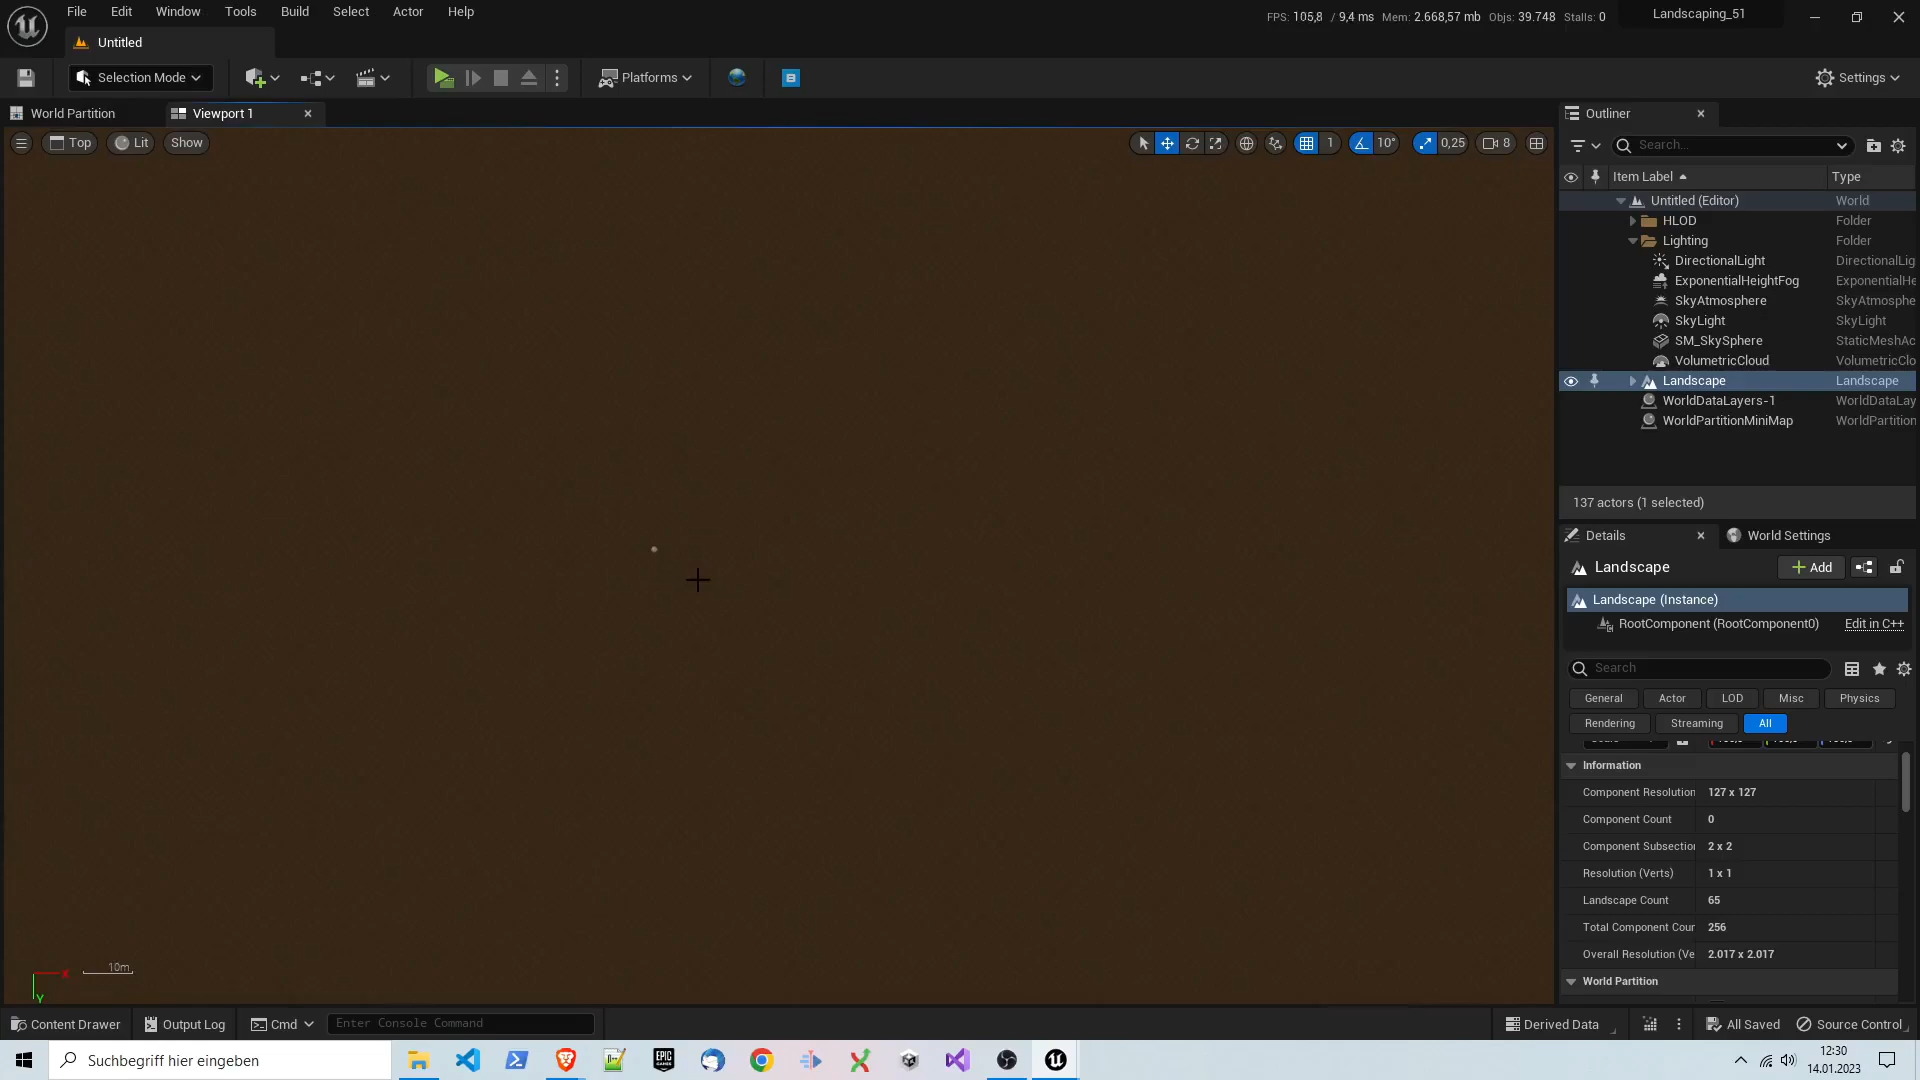 File Edit Window Tools Build Select Actor Help
FPS: 105,8 / 9,4 ms Mem: 2.668,57 mb Objs: 39.748 Stalls: 0
Landscaping_51
Untitled
Selection Mode
Platforms
Settings
World Partition
Viewport 1
Top
Lit
Show
1
10°
0,25
8
Outliner
Search...
Item Label Type
Untitled (Editor) World
HLOD Folder
Lighting Folder
DirectionalLight DirectionalLig
ExponentialHeightFog ExponentialHe
SkyAtmosphere SkyAtmosphe
SkyLight SkyLight
SM_SkySphere StaticMeshAc
VolumetricCloud VolumetricClo
Landscape Landscape
WorldDataLayers-1 WorldDataLay
WorldPartitionMiniMap WorldPartition
137 actors (1 selected)
Details
World Settings
Landscape
Add
Landscape (Instance)
RootComponent (RootComponent0) Edit in C++
Search
General Actor LOD Misc Physics
Rendering Streaming All
Information
Component Resolution 127 x 127
Component Count 0
Component Subsection 2 x 2
Resolution (Verts) 1 x 1
Landscape Count 65
Total Component Cour 256
Overall Resolution (Ve 2.017 x 2.017
World Partition
10m
X
Y
Content Drawer
Output Log
Cmd
Enter Console Command
Derived Data
All Saved
Source Control
Suchbegriff hier eingeben
EPIC GAMES
12:30
14.01.2023